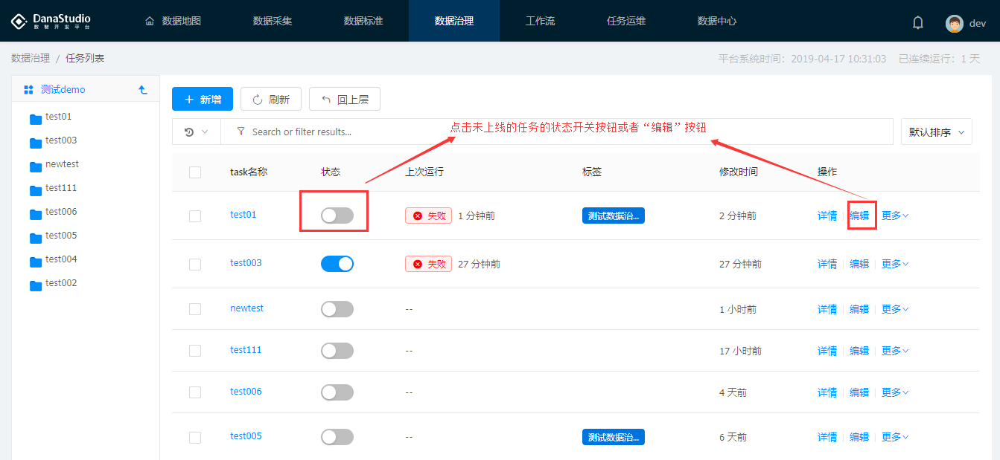 DanaStudio
数智开发平台
数据地图 数据采集 数据标准 数据治理 工作流 任务运维 数据中心 dev
数据治理 / 任务列表 平台系统时间：2019-04-17 10:31:03 已连续运行：1 天
测试demo
test01
test003
newtest
test111
test006
test005
test004
test002
新增 刷新 回上层
点击未上线的任务的状态开关按钮或者“编辑”按钮
Search or filter results... 默认排序
task名称 状态 上次运行 标签 修改时间 操作
test01 失败 1 分钟前 测试数据治... 2 分钟前 详情 编辑 更多
test003 失败 27 分钟前 27 分钟前 详情 编辑 更多
newtest -- 1 小时前 详情 编辑 更多
test111 -- 17 小时前 详情 编辑 更多
test006 -- 4 天前 详情 编辑 更多
test005 -- 测试数据治... 6 天前 详情 编辑 更多